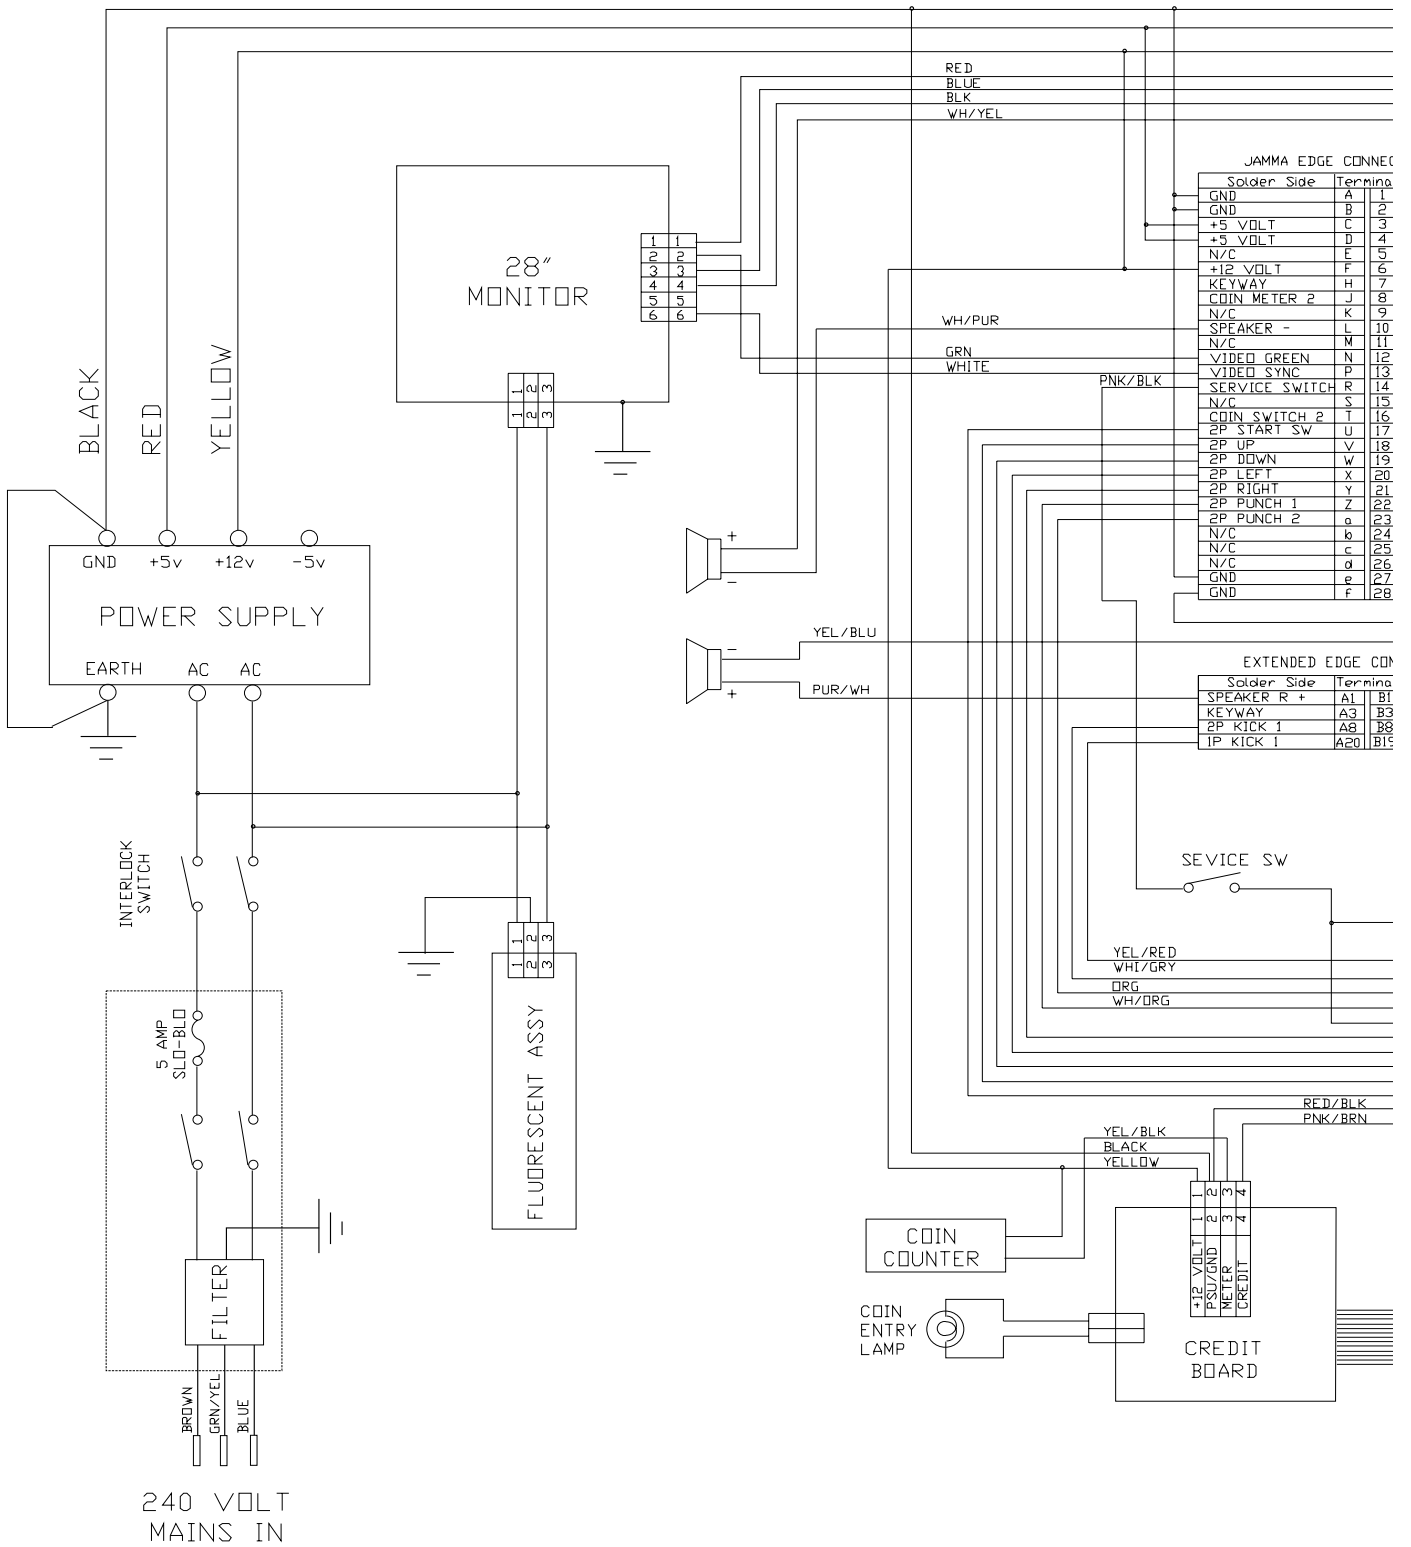 RED
BLUE
BLK
WH/YEL
JAMMA EDGE CONNEC
Solder Side Termina
GND A 1
GND B 2
+5 VOLT C 3
+5 VOLT D 4
N/C E 5
+12 VOLT F 6
KEYWAY H 7
COIN METER 2 J 8
N/C K 9
SPEAKER - L 10
N/C M 11
VIDEO GREEN N 12
VIDEO SYNC P 13
SERVICE SWITCH R 14
N/C S 15
COIN SWITCH 2 T 16
2P START SW U 17
2P UP V 18
2P DOWN W 19
2P LEFT X 20
2P RIGHT Y 21
2P PUNCH 1 Z 22
2P PUNCH 2 a 23
N/C b 24
N/C c 25
N/C d 26
GND e 27
GND f 28
28"
MONITOR
1 1
2 2
3 3
4 4
5 5
6 6
1 2 3
1 2 3
WH/PUR
GRN
WHITE
PNK/BLK
BLACK
RED
YELLOW
GND +5v +12v -5v
POWER SUPPLY
EARTH AC AC
+
-
YEL/BLU
-
+
PUR/WH
EXTENDED EDGE CON
Solder Side Termina
SPEAKER R + A1 B1
KEYWAY A3 B3
2P KICK 1 A8 B8
1P KICK 1 A20 B19
INTERLOCK
SWITCH
SEVICE SW
1 2 3
1 2 3
FLUORESCENT ASSY
YEL/RED
WHI/GRY
ORG
WH/ORG
5 AMP
SLO-BLO
RED/BLK
PNK/BRN
YEL/BLK
BLACK
YELLOW
1 2 3 4
1 2 3 4
+12 VOLT
PSU/GND
METER
CREDIT
COIN
COUNTER
COIN
ENTRY
LAMP
CREDIT
BOARD
FILTER
BROWN
GRN/YEL
BLUE
240 VOLT
MAINS IN